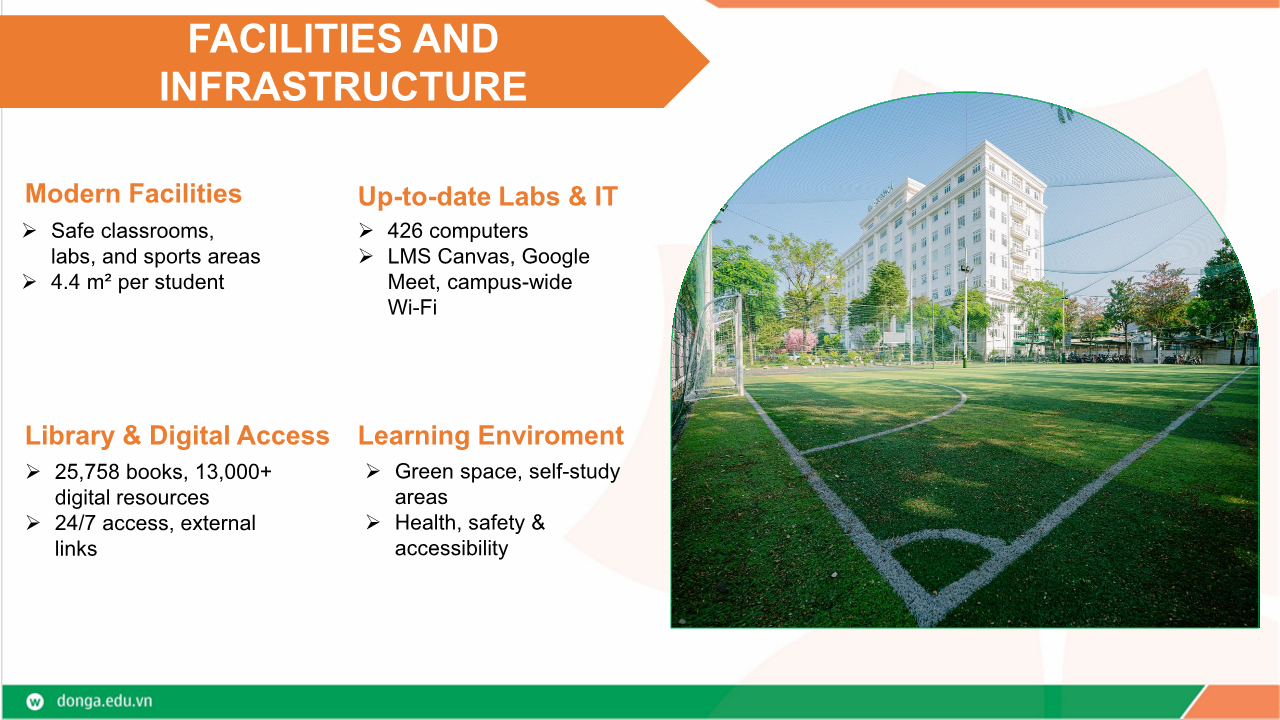 FACILITIES AND
INFRASTRUCTURE
Modern Facilities
➢ Safe classrooms,
labs, and sports areas
➢ 4.4 m² per student
Up-to-date Labs & IT
➢ 426 computers
➢ LMS Canvas, Google
Meet, campus-wide
Wi-Fi
Library & Digital Access
➢ 25,758 books, 13,000+
digital resources
➢ 24/7 access, external
links
Learning Enviroment
➢ Green space, self-study
areas
➢ Health, safety &
accessibility
w donga.edu.vn